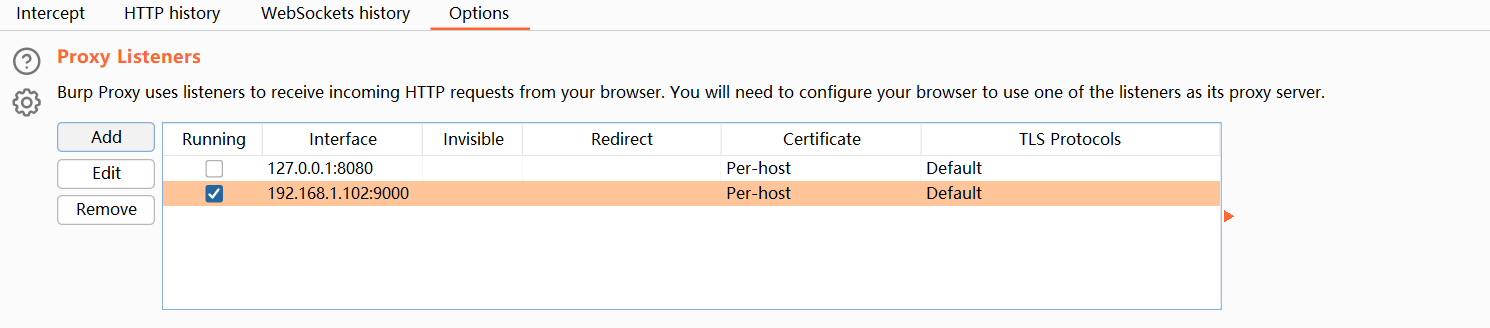 Intercept HTTP history WebSockets history Options
Proxy Listeners
Burp Proxy uses listeners to receive incoming HTTP requests from your browser. You will need to configure your browser to use one of the listeners as its proxy server.
Add Running Interface Invisible Redirect Certificate TLS Protocols
127.0.0.1:8080 Per-host Default
Edit
192.168.1.102:9000 Per-host Default
Remove